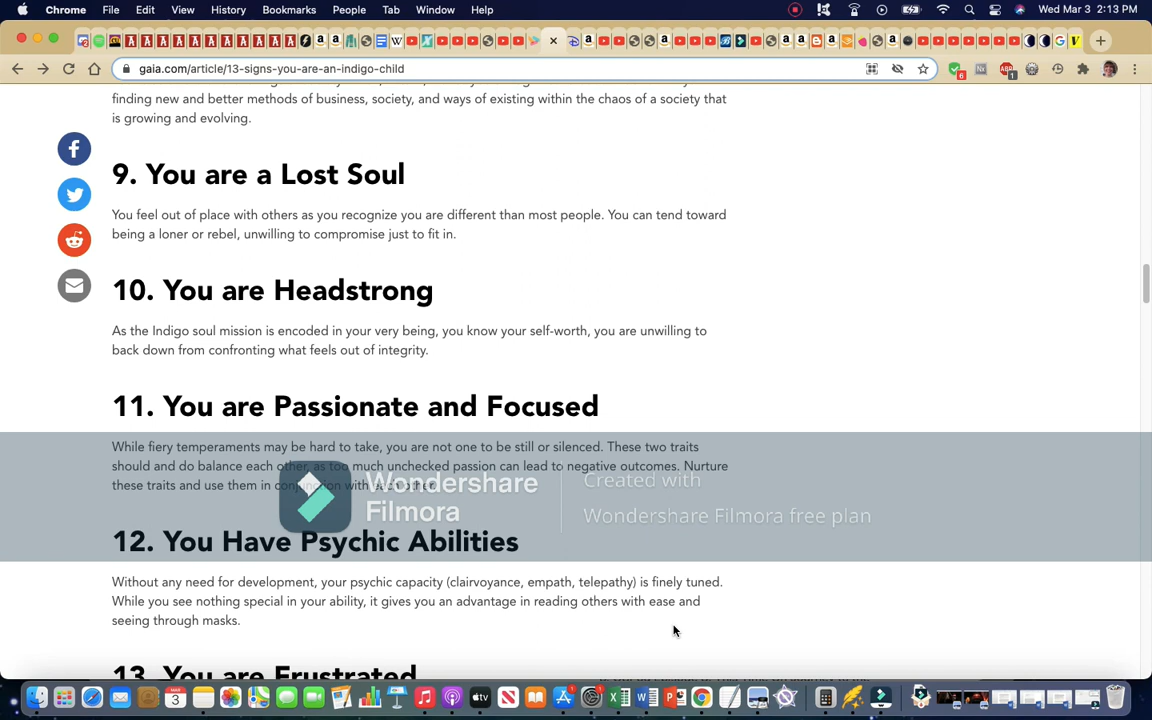 Chrome File Edit View History Bookmarks People Tab Window Help Wed Mar 3 2:13 PM
gaia.com/article/13-signs-you-are-an-indigo-child
finding new and better methods of business, society, and ways of existing within the chaos of a society that
is growing and evolving.
9. You are a Lost Soul
You feel out of place with others as you recognize you are different than most people. You can tend toward
being a loner or rebel, unwilling to compromise just to fit in.
10. You are Headstrong
As the Indigo soul mission is encoded in your very being, you know your self-worth, you are unwilling to
back down from confronting what feels out of integrity.
11. You are Passionate and Focused
While fiery temperaments may be hard to take, you are not one to be still or silenced. These two traits
should and do balance each other, as too much unchecked passion can lead to negative outcomes. Nurture
these traits and use them in conjunction with each other.
Wondershare
Filmora
Created with
Wondershare Filmora free plan
12. You Have Psychic Abilities
Without any need for development, your psychic capacity (clairvoyance, empath, telepathy) is finely tuned.
While you see nothing special in your ability, it gives you an advantage in reading others with ease and
seeing through masks.
13. You are Frustrated